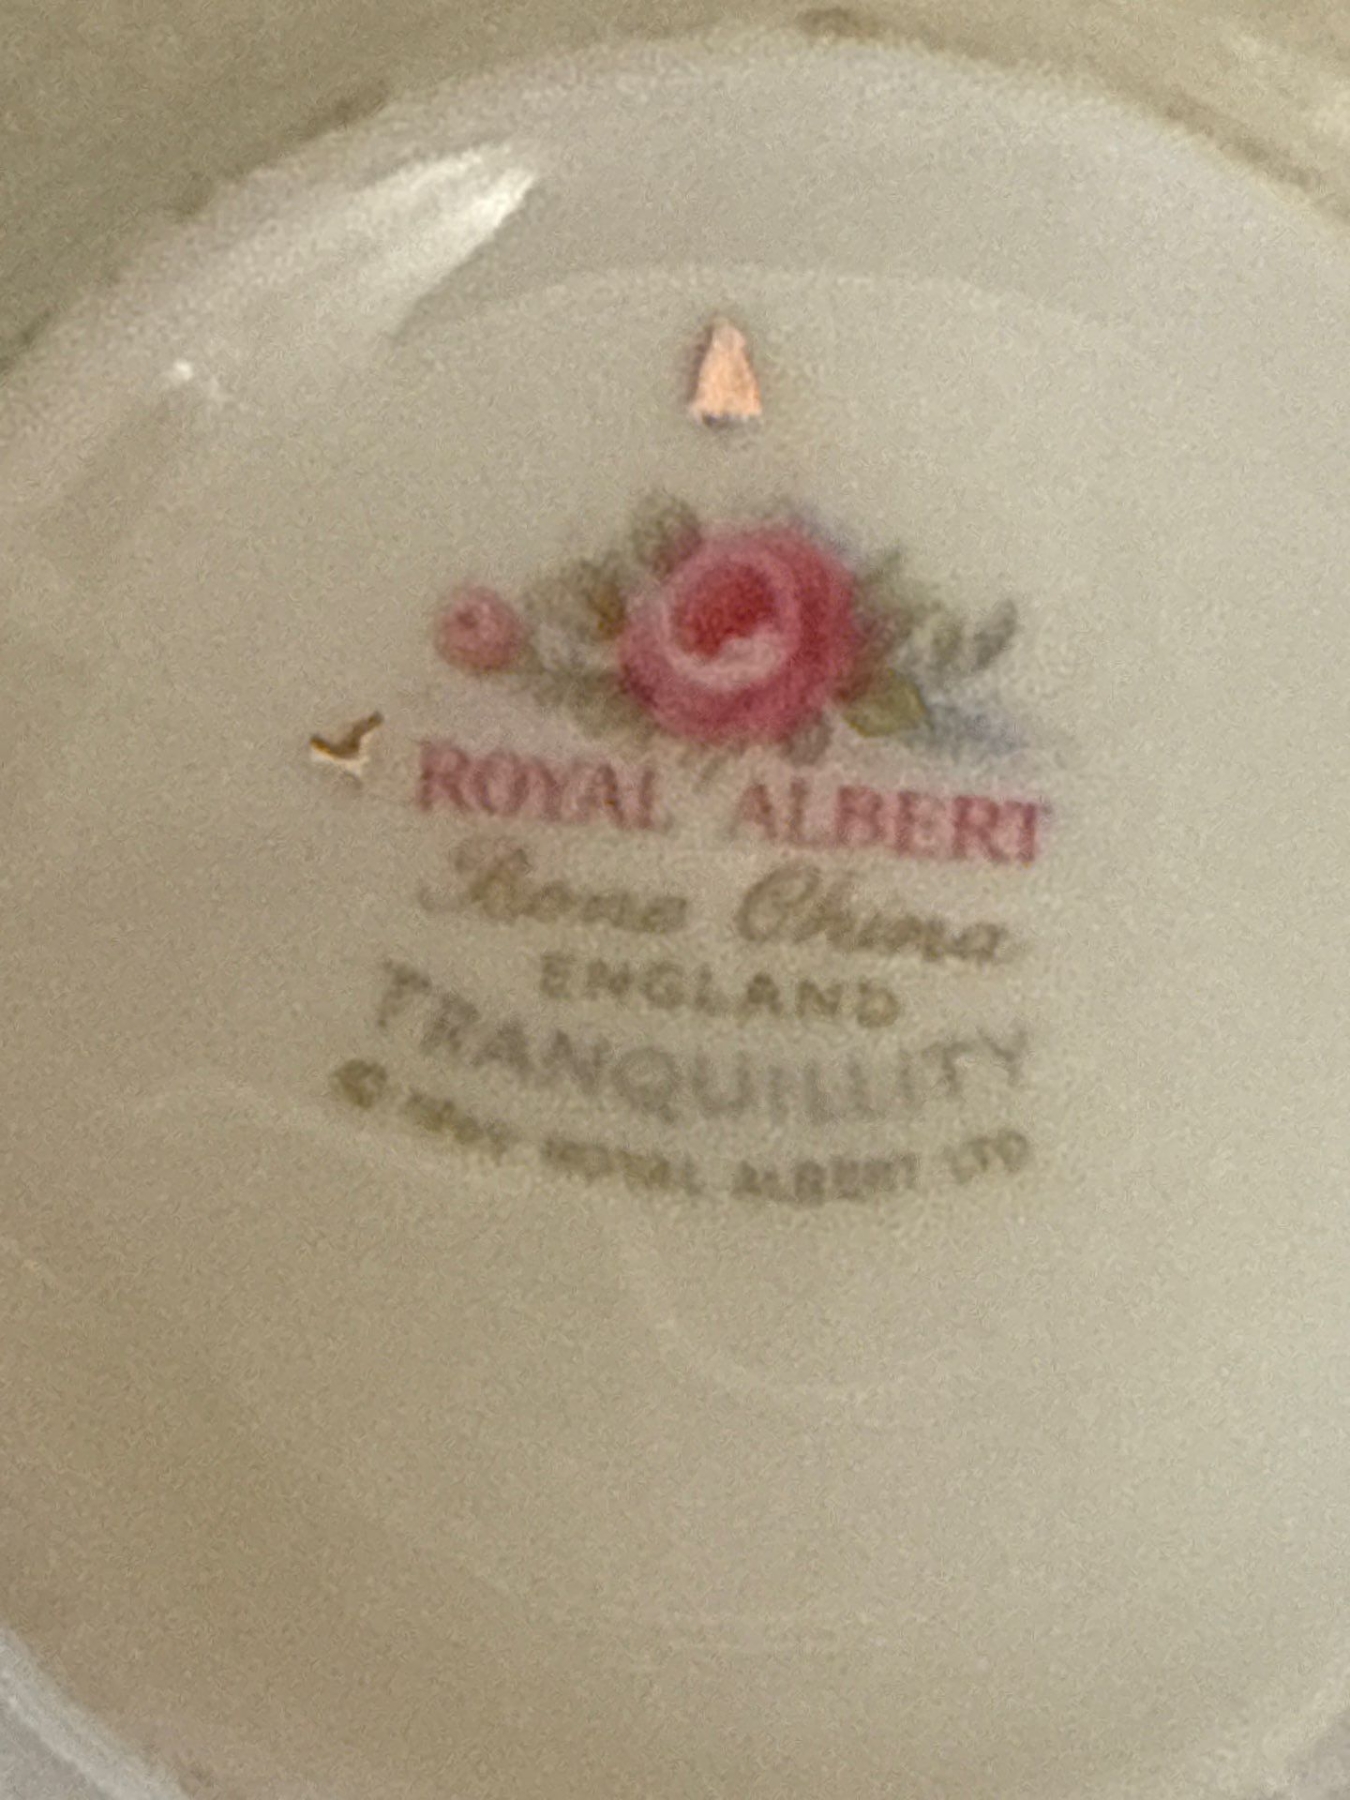 ROYAL ALBERT
Bone China
ENGLAND
TRANQUILLITY
© ROYAL ALBERT LTD